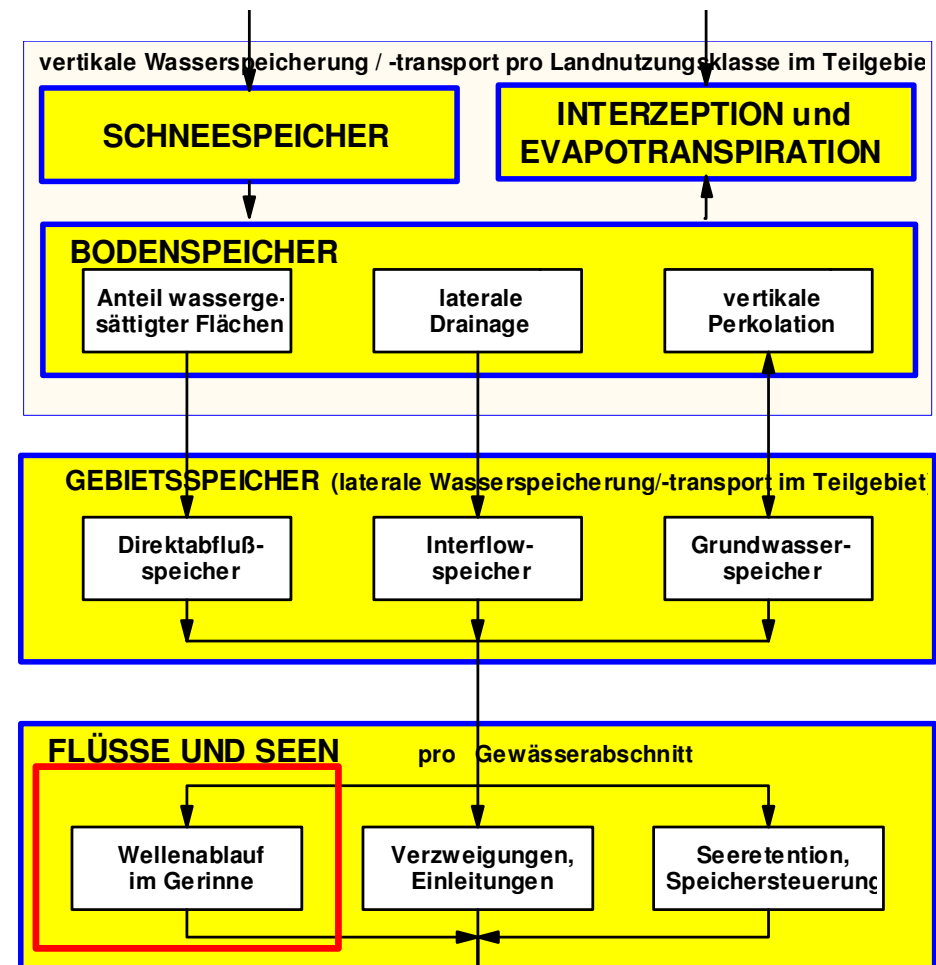 vertikale Wasserspeicherung / -transport pro Landnutzungsklasse im Teilgebie
SCHNEESPEICHER
INTERZEPTION und
EVAPOTRANSPIRATION
BODENSPEICHER
Anteil wasserge-
sättigter Flächen
laterale
Drainage
vertikale
Perkolation
GEBIETSSPEICHER (laterale Wasserspeicherung/-transport im Teilgebiet)
Direktabfluß-
speicher
Interflow-
speicher
Grundwasser-
speicher
FLÜSSE UND SEEN pro Gewässerabschnitt
Wellenablauf
im Gerinne
Verzweigungen,
Einleitungen
Seeretention,
Speichersteuerung